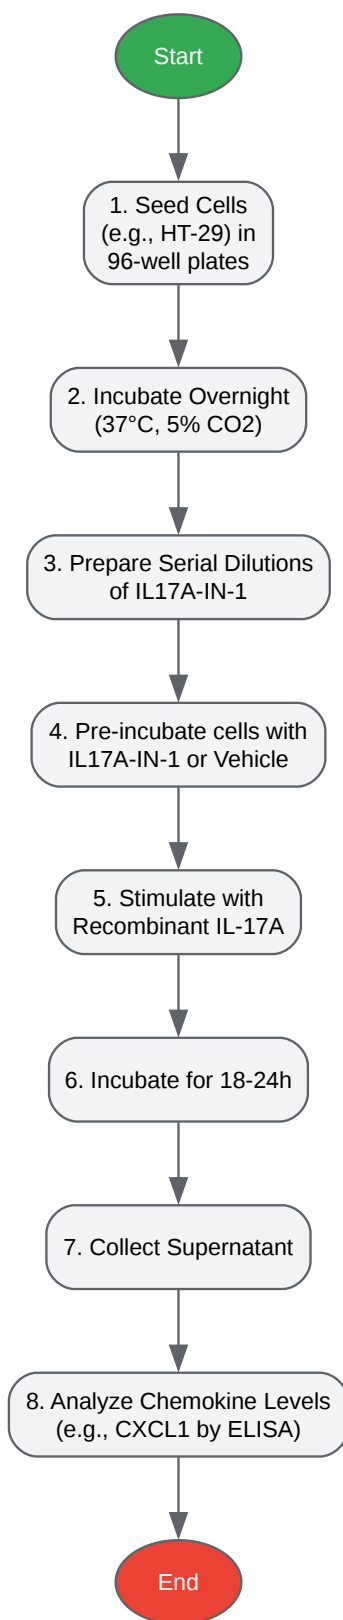 Start
1. Seed Cells
(e.g., HT-29) in
96-well plates
2. Incubate Overnight
(37°C, 5% CO2)
3. Prepare Serial Dilutions
of IL17A-IN-1
4. Pre-incubate cells with
IL17A-IN-1 or Vehicle
5. Stimulate with
Recombinant IL-17A
6. Incubate for 18-24h
7. Collect Supernatant
8. Analyze Chemokine Levels
(e.g., CXCL1 by ELISA)
End